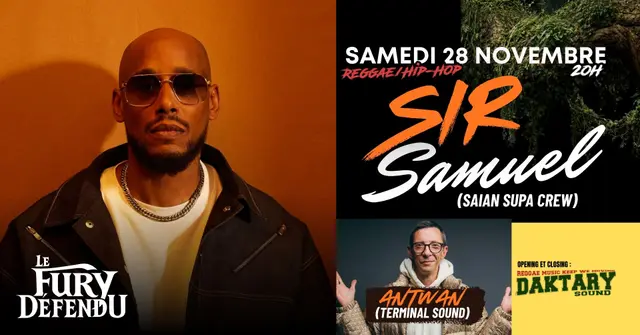 SAMEDI 28 NOVEMBRE
REGGAE/HIP-HOP
20H
SIR
Samuel
(SAIAN SUPA CREW)
LE
FURY
DÉFENDU
ANTWAN
(TERMINAL SOUND)
OPENING ET CLOSING :
REGGAE MUSIC KEEP WE MOVING
DAKTARY
SOUND